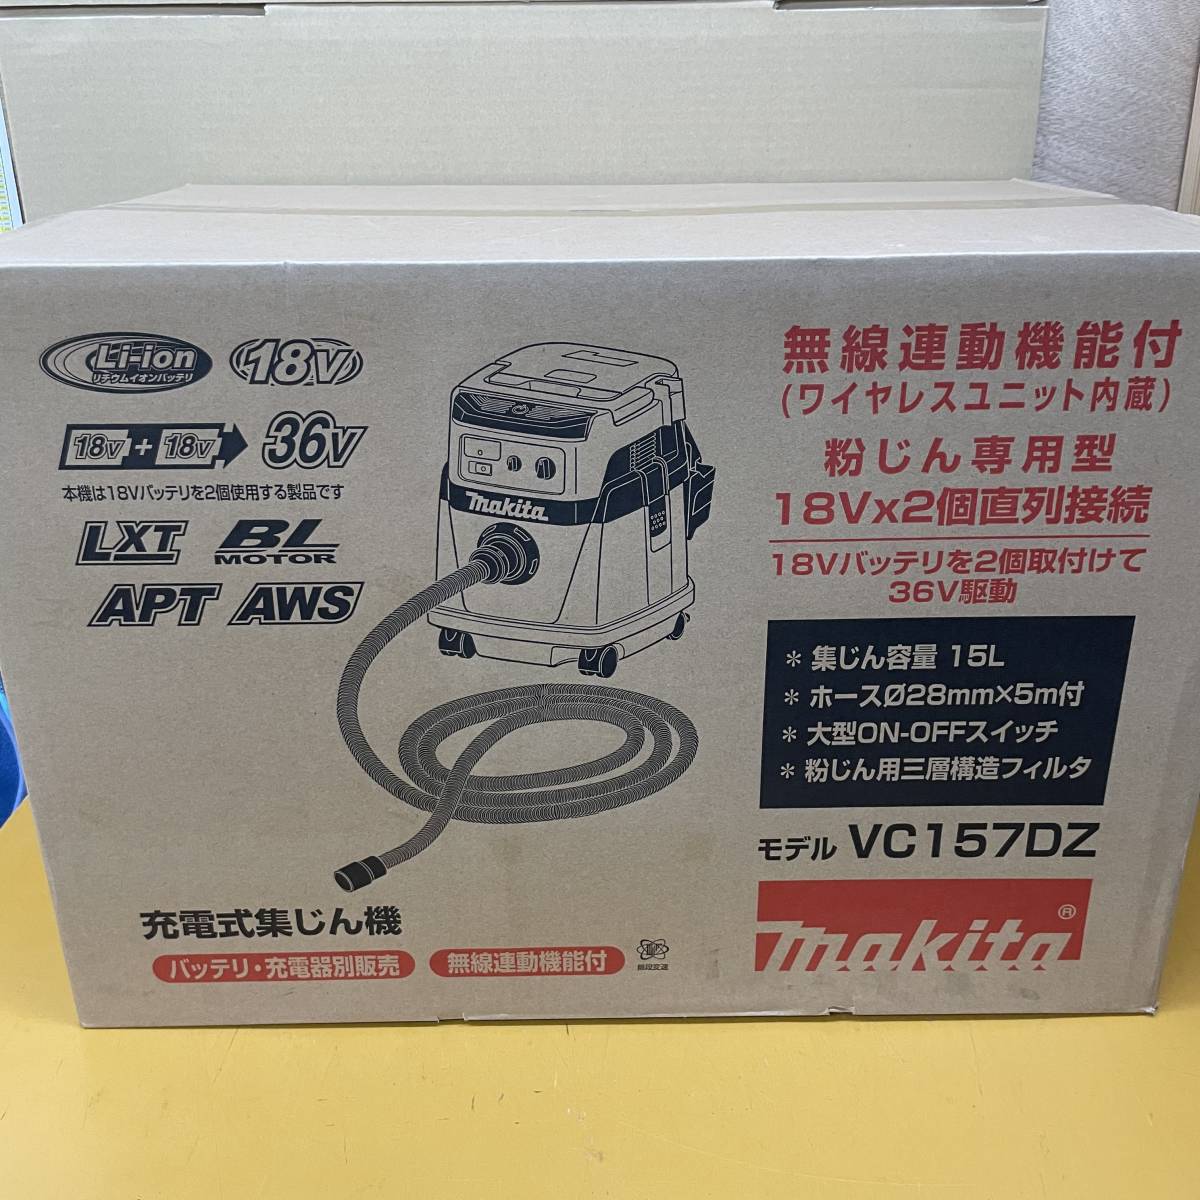 Li-ion
リチウムイオンバッテリ
18V
18V + 18V
36V
本機は18Vバッテリを2個使用する製品です
LXT
BL
MOTOR
APT
AWS
makita
充電式集じん機
バッテリ・充電器別販売
無線連動機能付
無段変速
無線連動機能付
(ワイヤレスユニット内蔵)
粉じん専用型
18Vx2個直列接続
18Vバッテリを2個取付けて
36V駆動
* 集じん容量 15L
* ホースØ28mm×5m付
* 大型ON-OFFスイッチ
* 粉じん用三層構造フィルタ
モデル VC157DZ
makita®